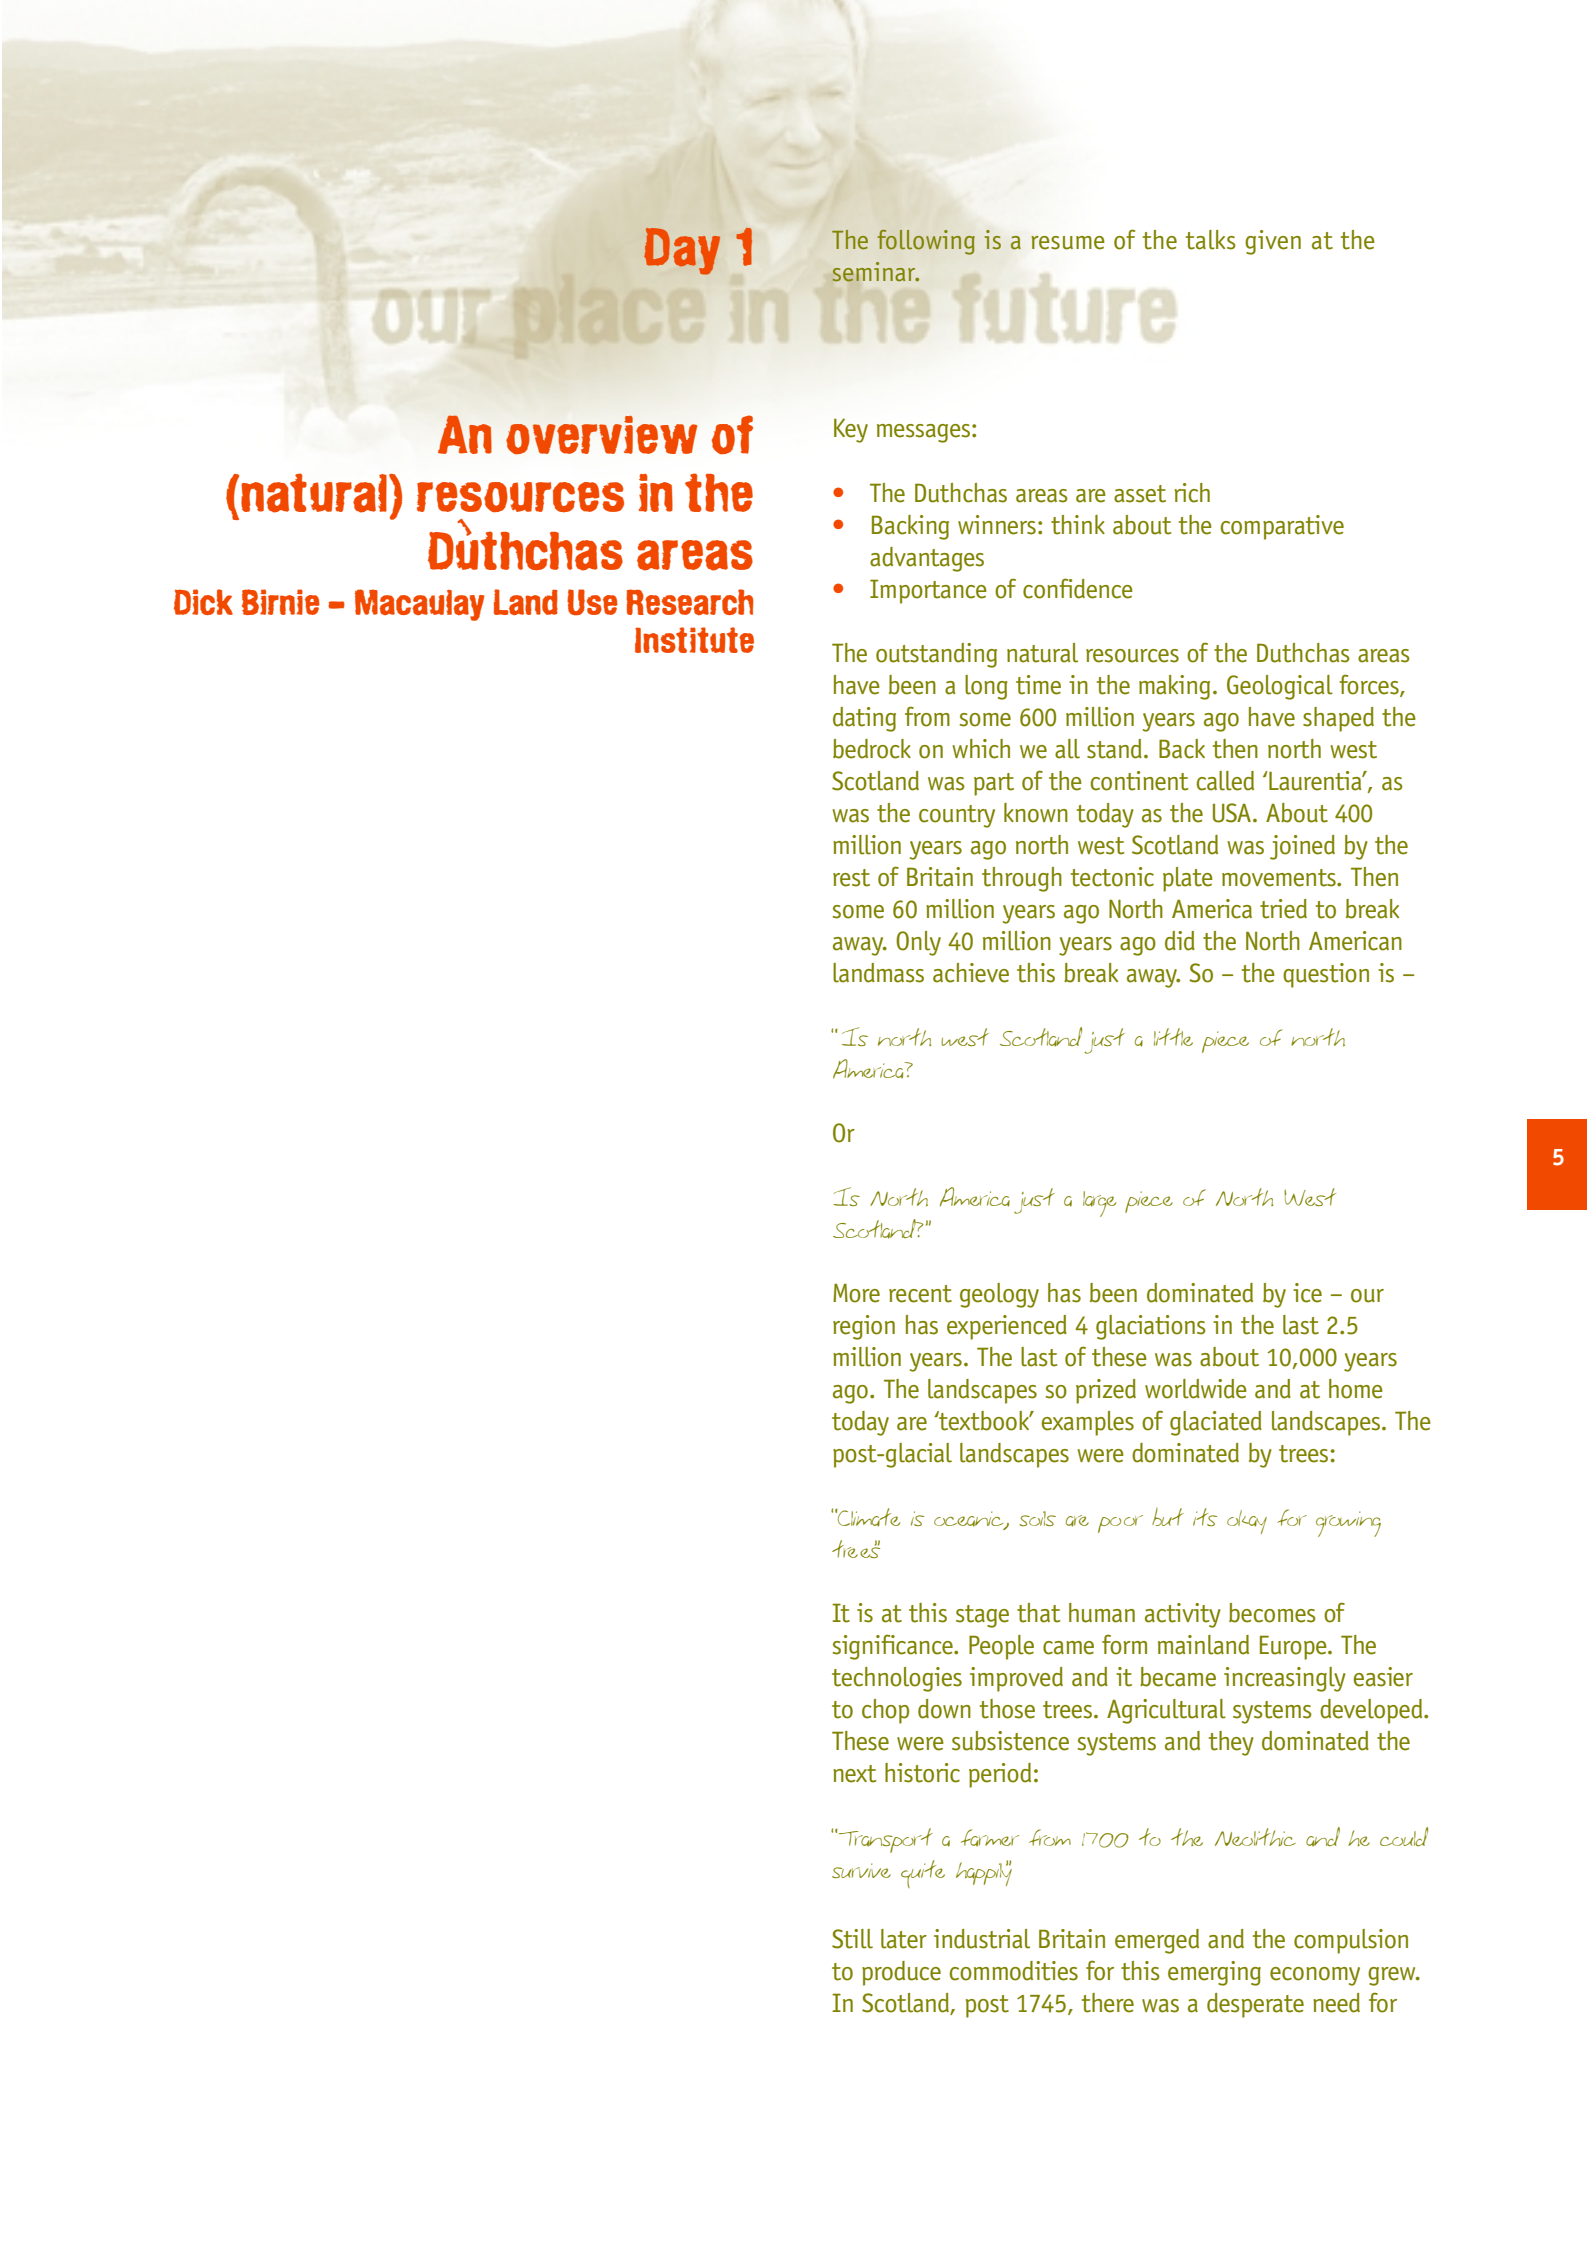 Day 1
The following is a resume of the talks given at the
seminar.
our place in the future
An overview of
(natural) resources in the
Dùthchas areas
Dick Birnie – Macaulay Land Use Research
Institute
Key messages:
• The Duthchas areas are asset rich
• Backing winners: think about the comparative
advantages
• Importance of confidence
The outstanding natural resources of the Duthchas areas
have been a long time in the making. Geological forces,
dating from some 600 million years ago have shaped the
bedrock on which we all stand. Back then north west
Scotland was part of the continent called ‘Laurentia’, as
was the country known today as the USA. About 400
million years ago north west Scotland was joined by the
rest of Britain through tectonic plate movements. Then
some 60 million years ago North America tried to break
away. Only 40 million years ago did the North American
landmass achieve this break away. So – the question is –
"Is north west Scotland just a little piece of north
America?
Or
Is North America just a large piece of North West
Scotland?"
More recent geology has been dominated by ice – our
region has experienced 4 glaciations in the last 2.5
million years. The last of these was about 10,000 years
ago. The landscapes so prized worldwide and at home
today are ‘textbook’ examples of glaciated landscapes. The
post-glacial landscapes were dominated by trees:
"Climate is oceanic, soils are poor but its okay for growing
trees"
It is at this stage that human activity becomes of
significance. People came form mainland Europe. The
technologies improved and it became increasingly easier
to chop down those trees. Agricultural systems developed.
These were subsistence systems and they dominated the
next historic period:
"Transport a farmer from 1700 to the Neolithic and he could
survive quite happily"
Still later industrial Britain emerged and the compulsion
to produce commodities for this emerging economy grew.
In Scotland, post 1745, there was a desperate need for
5